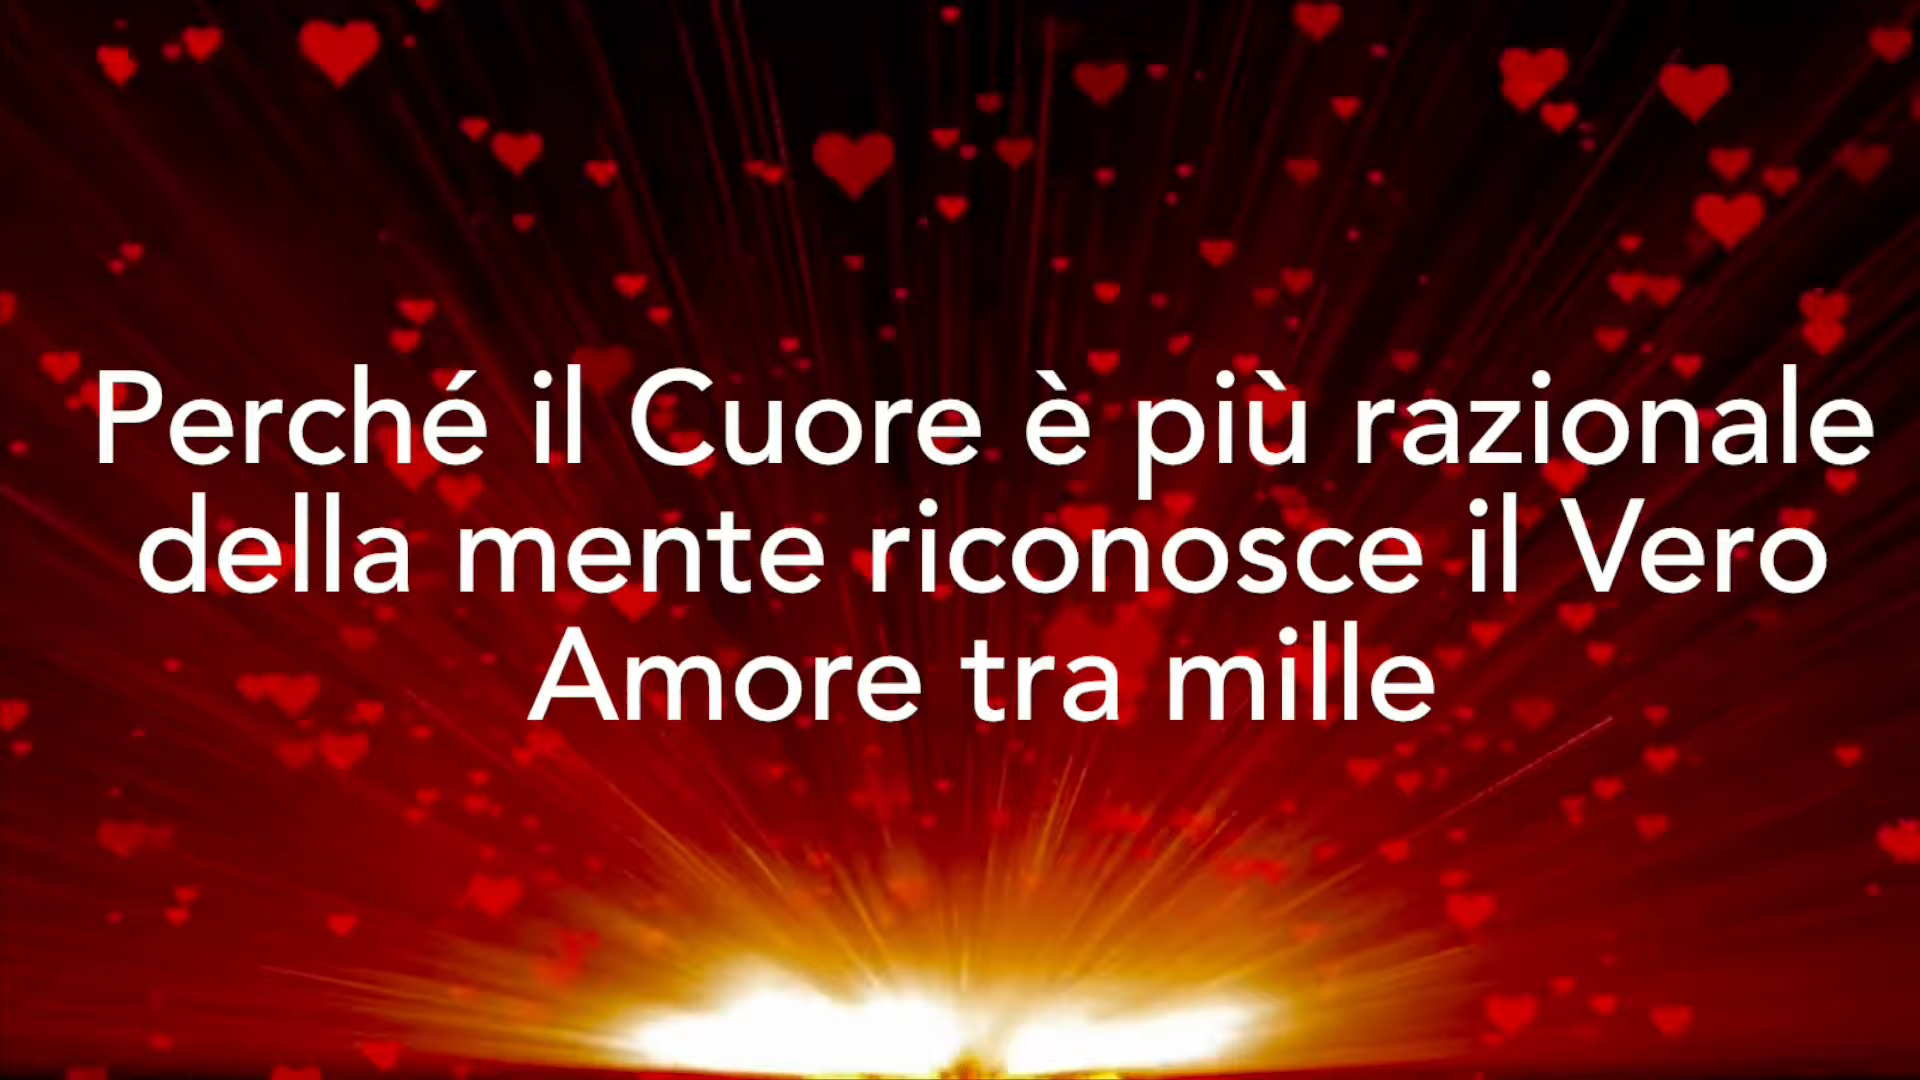 Perché il Cuore è più razionale
della mente riconosce il Vero
Amore tra mille